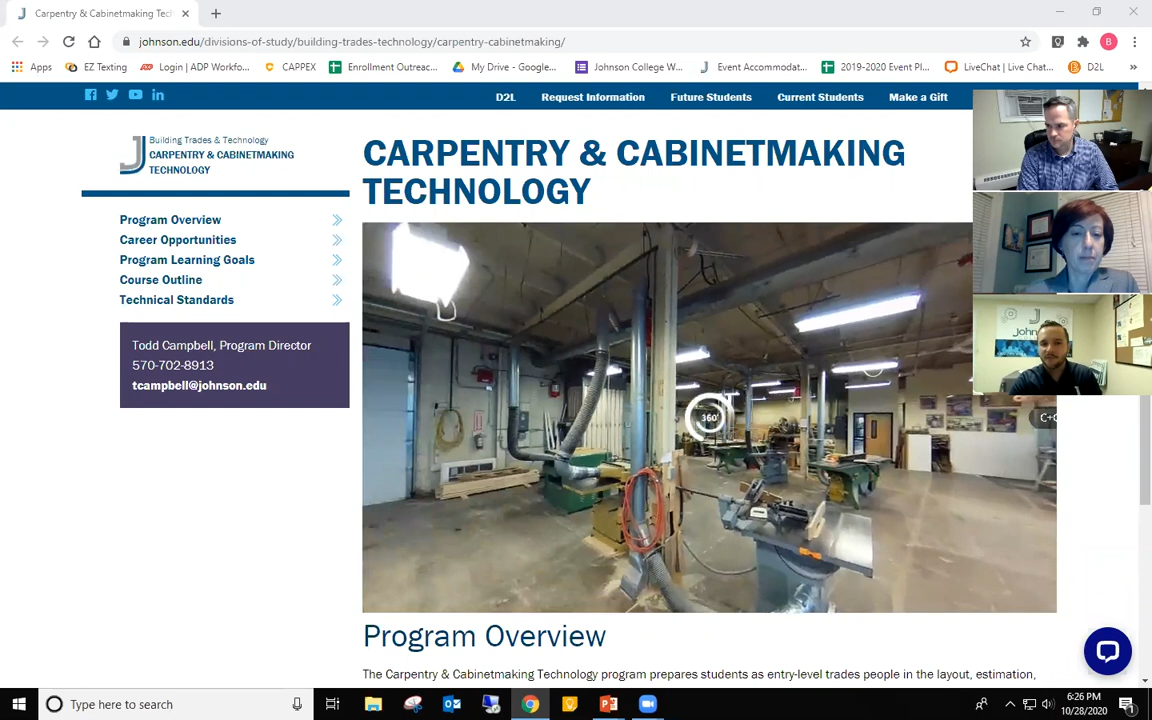 Carpentry & Cabinetmaking Tech
johnson.edu/divisions-of-study/building-trades-technology/carpentry-cabinetmaking/
B
Apps
EZ Texting
Login | ADP Workfo...
CAPPEX
Enrollment Outreac...
My Drive - Google...
Johnson College W...
Event Accommodat...
2019-2020 Event Pl...
LiveChat | Live Chat...
D2L
D2L
Request Information
Future Students
Current Students
Make a Gift
Building Trades & Technology
CARPENTRY & CABINETMAKING
TECHNOLOGY
Program Overview
Career Opportunities
Program Learning Goals
Course Outline
Technical Standards
Todd Campbell, Program Director
570-702-8913
tcampbell@johnson.edu
CARPENTRY & CABINETMAKING
TECHNOLOGY
360°
Program Overview
The Carpentry & Cabinetmaking Technology program prepares students as entry-level trades people in the layout, estimation,
Type here to search
6:26 PM
10/28/2020
1